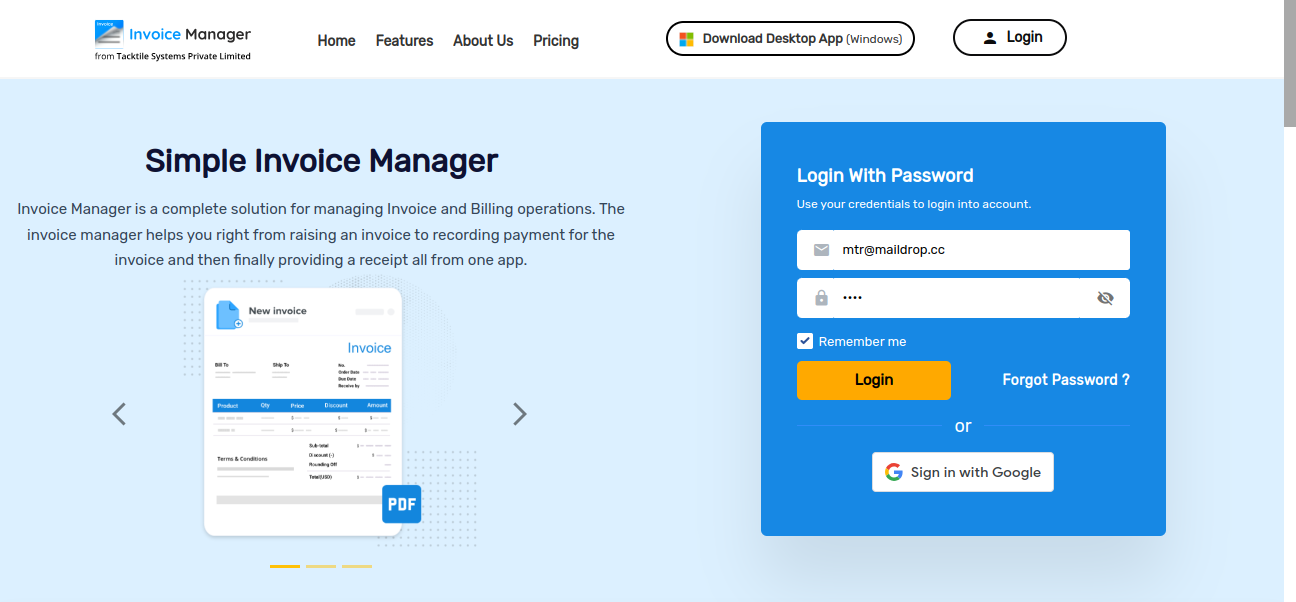 Invoice
Invoice Manager
from Tacktile Systems Private Limited
Home
Features
About Us
Pricing
Download Desktop App (Windows)
Login
Simple Invoice Manager
Invoice Manager is a complete solution for managing Invoice and Billing operations. The
invoice manager helps you right from raising an invoice to recording payment for the
invoice and then finally providing a receipt all from one app.
New invoice
Invoice
Bill To
Ship To
No.
Order Date
Due Date
Receive by
Product Qty Price Discount Amount
$ $ $
$ $ $
Sub total $
Terms & Conditions
Discount (-) $
Rounding Off
Total(USD) $
PDF
Login With Password
Use your credentials to login into account.
mtr@maildrop.cc
••••
Remember me
Login
Forgot Password ?
or
Sign in with Google